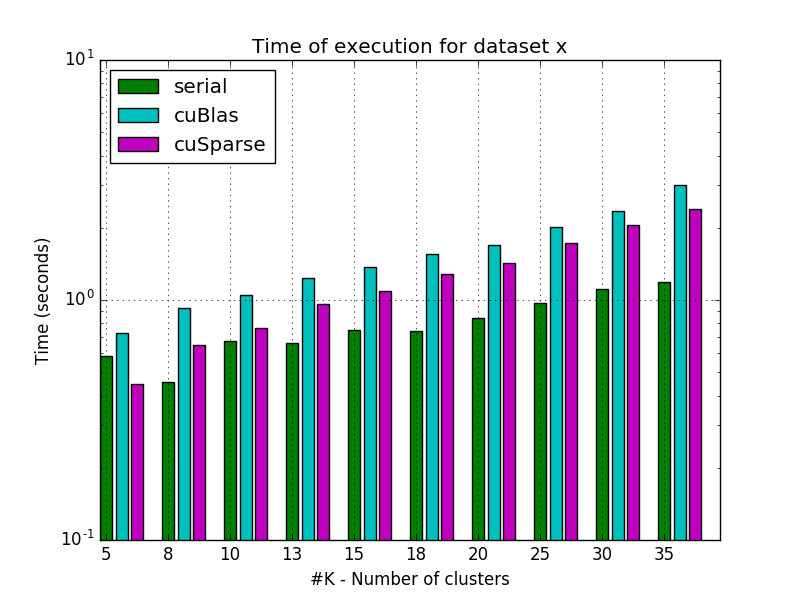 Time of execution for dataset x
10^1
serial
cuBlas
cuSparse
Time (seconds)
10^0
10^-1
5 8 10 13 15 18 20 25 30 35
#K - Number of clusters